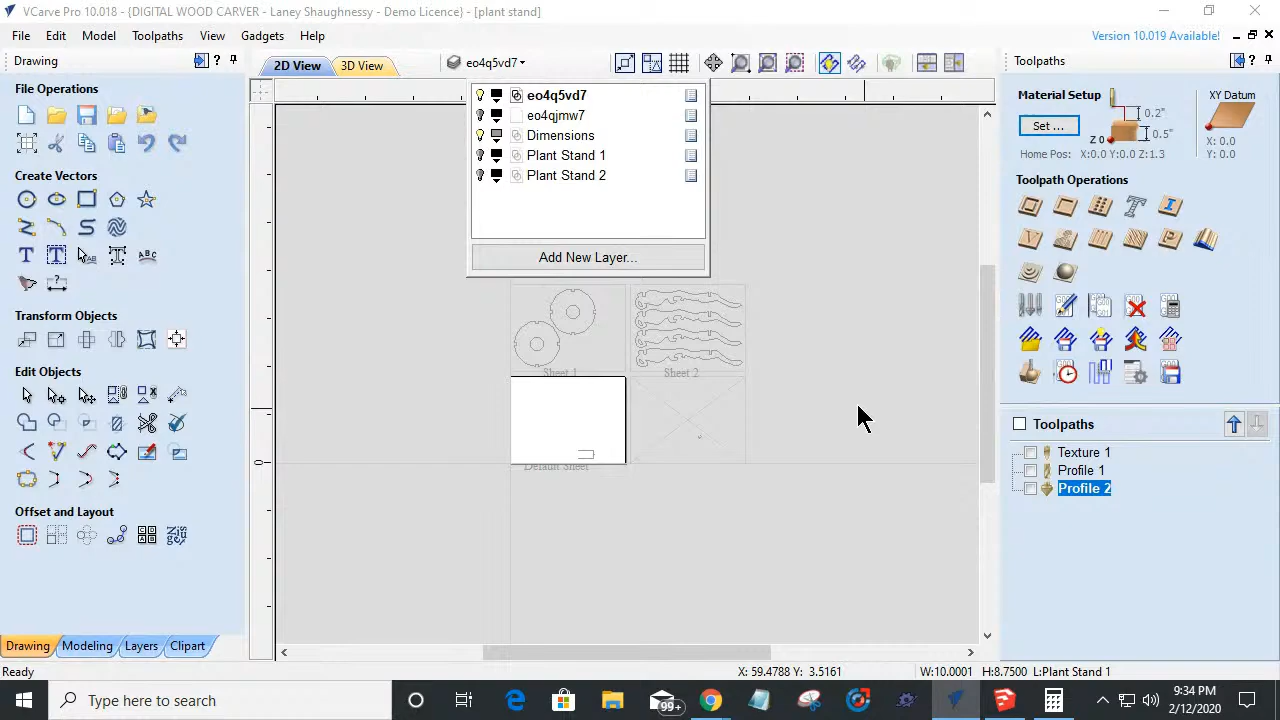 VCarve Pro 10.018 - {DIGITAL WOOD CARVER - Laney Shaughnessy - Demo Licence} - [plant stand]
File Edit Model Toolpaths View Gadgets Help
Version 10.019 Available!
Drawing
2D View
3D View
eo4q5vd7
Toolpaths
File Operations
Create Vectors
Transform Objects
Edit Objects
Offset and Layout
eo4q5vd7
eo4qjmw7
Dimensions
Plant Stand 1
Plant Stand 2
Add New Layer...
Sheet 1
Sheet 2
Default Sheet
0
Material Setup
XY Datum
Set ...
0.2"
Z 0
0.5"
X: 0.0
Y: 0.0
Home Pos: X:0.0 Y:0.0 Z:1.3
Toolpath Operations
Toolpaths
Texture 1
Profile 1
Profile 2
Drawing
Modeling
Layers
Clipart
Ready
X: 59.4788 Y: 3.5161
W:10.0001 H:8.7500 L:Plant Stand 1
Type here to search
99+
9:34 PM
2/12/2020